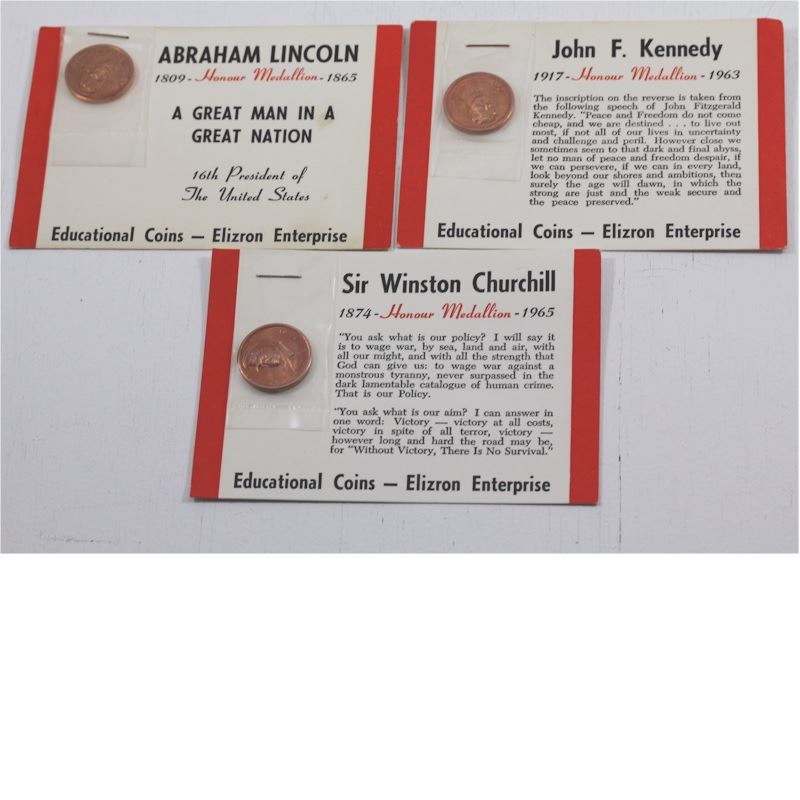 ABRAHAM LINCOLN
1809 - Honour Medallion - 1865
A GREAT MAN IN A
GREAT NATION
16th President of
The United States
Educational Coins — Elizron Enterprise
John F. Kennedy
1917 - Honour Medallion - 1963
The inscription on the reverse is taken from
the following speech of John Fitzgerald
Kennedy. "Peace and Freedom do not come
cheap, and we are destined . . . to live out
most, if not all of our lives in uncertainty
and challenge and peril. However close we
sometimes seem to that dark and final abyss,
let no man of peace and freedom despair, if
we can persevere, if we can in every land,
look beyond our shores and ambitions, then
surely the age will dawn, in which the
strong are just and the weak secure and
the peace preserved."
Educational Coins — Elizron Enterprise
Sir Winston Churchill
1874 - Honour Medallion - 1965
"You ask what is our policy? I will say it
is to wage war, by sea, land and air, with
all our might, and with all the strength that
God can give us: to wage war against a
monstrous tyranny, never surpassed in the
dark lamentable catalogue of human crime.
That is our Policy.
"You ask what is our aim? I can answer in
one word: Victory — victory at all costs,
victory in spite of all terror, victory —
however long and hard the road may be,
for "Without Victory, There Is No Survival."
Educational Coins — Elizron Enterprise